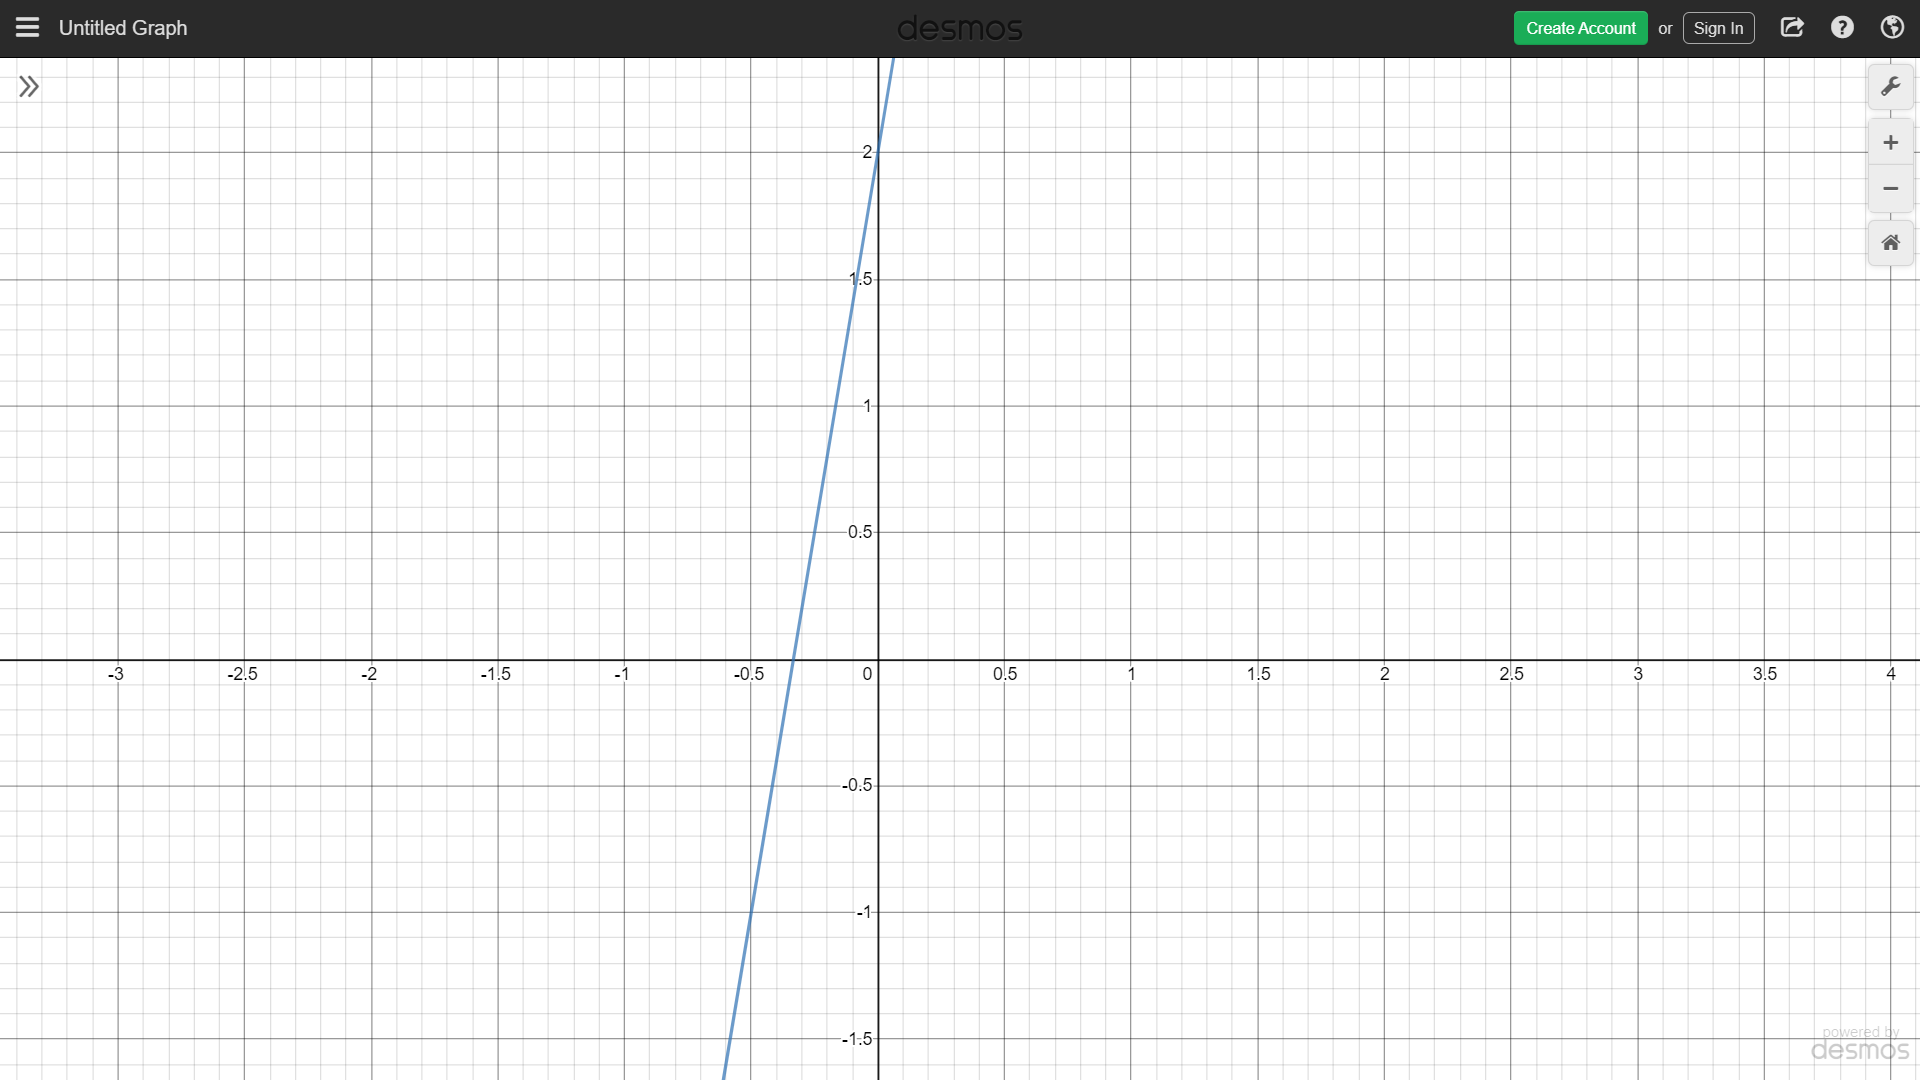 Untitled Graph
desmos
Create Account or Sign In
2
1.5
1
0.5
-3 -2.5 -2 -1.5 -1 -0.5 0 0.5 1 1.5 2 2.5 3 3.5 4
-0.5
-1
-1.5
powered by
desmos